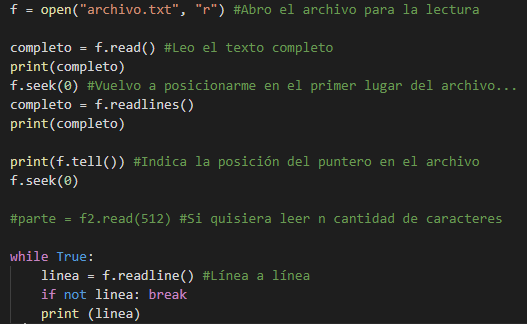 f = open("archivo.txt", "r") #Abro el archivo para la lectura
completo = f.read() #Leo el texto completo
print(completo)
f.seek(0) #Vuelvo a posicionarme en el primer lugar del archivo...
completo = f.readlines()
print(completo)
print(f.tell()) #Indica la posición del puntero en el archivo
f.seek(0)
#parte = f2.read(512) #Si quisiera leer n cantidad de caracteres
while True:
    linea = f.readline() #Línea a línea
    if not linea: break
    print (linea)